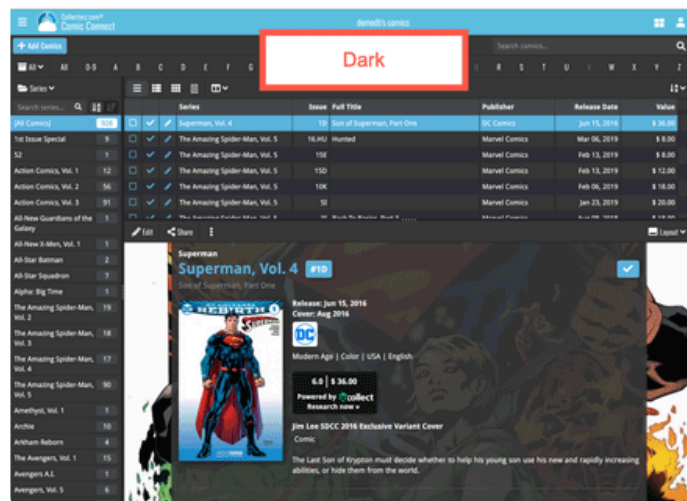 Collectorz.com®
Comic Connect
demodb's comics
Dark
+ Add Comics
Search comics...
All
All 0-9 A B C D E F G R S T U W X Y Z
Series
Search series...
Series Issue Full Title Publisher Release Date Value
[All Comics] 928
Superman, Vol. 4 1D Son of Superman, Part One DC Comics Jun 15, 2016 $ 36.00
1st Issue Special 9
The Amazing Spider-Man, Vol. 5 16.HU Hunted Marvel Comics Mar 06, 2019 $ 8.00
52 1
The Amazing Spider-Man, Vol. 5 15E Marvel Comics Feb 13, 2019 $ 8.00
Action Comics, Vol. 1 12
The Amazing Spider-Man, Vol. 5 15D Marvel Comics Feb 13, 2019 $ 12.00
Action Comics, Vol. 2 56
The Amazing Spider-Man, Vol. 5 10K Marvel Comics Feb 06, 2019 $ 18.00
Action Comics, Vol. 3 91
The Amazing Spider-Man, Vol. 5 5I Marvel Comics Jan 23, 2019 $ 20.00
All-New Guardians of the Galaxy 1
All-New X-Men, Vol. 1 1
All-Star Batman 2
All-Star Squadron 7
Alpha: Big Time 1
The Amazing Spider-Man, Vol. 2 19
The Amazing Spider-Man, Vol. 3 18
The Amazing Spider-Man, Vol. 4 17
The Amazing Spider-Man, Vol. 5 90
Amethyst, Vol. 1 1
Archie 10
Arkham Reborn 4
The Avengers, Vol. 1 15
Avengers A.I. 1
Avengers, Vol. 5 6
Edit Share Layout
Superman
Superman, Vol. 4 #1D
Son of Superman, Part One
DC UNIVERSE
REBIRTH
SUPERMAN
Release: Jun 15, 2016
Cover: Aug 2016
DC
Modern Age | Color | USA | English
6.0 | $ 36.00
Powered by Qcollect
Research now »
Jim Lee SDCC 2016 Exclusive Variant Cover
Comic
The Last Son of Krypton must decide whether to help his young son use his new and rapidly increasing
abilities, or hide them from the world.